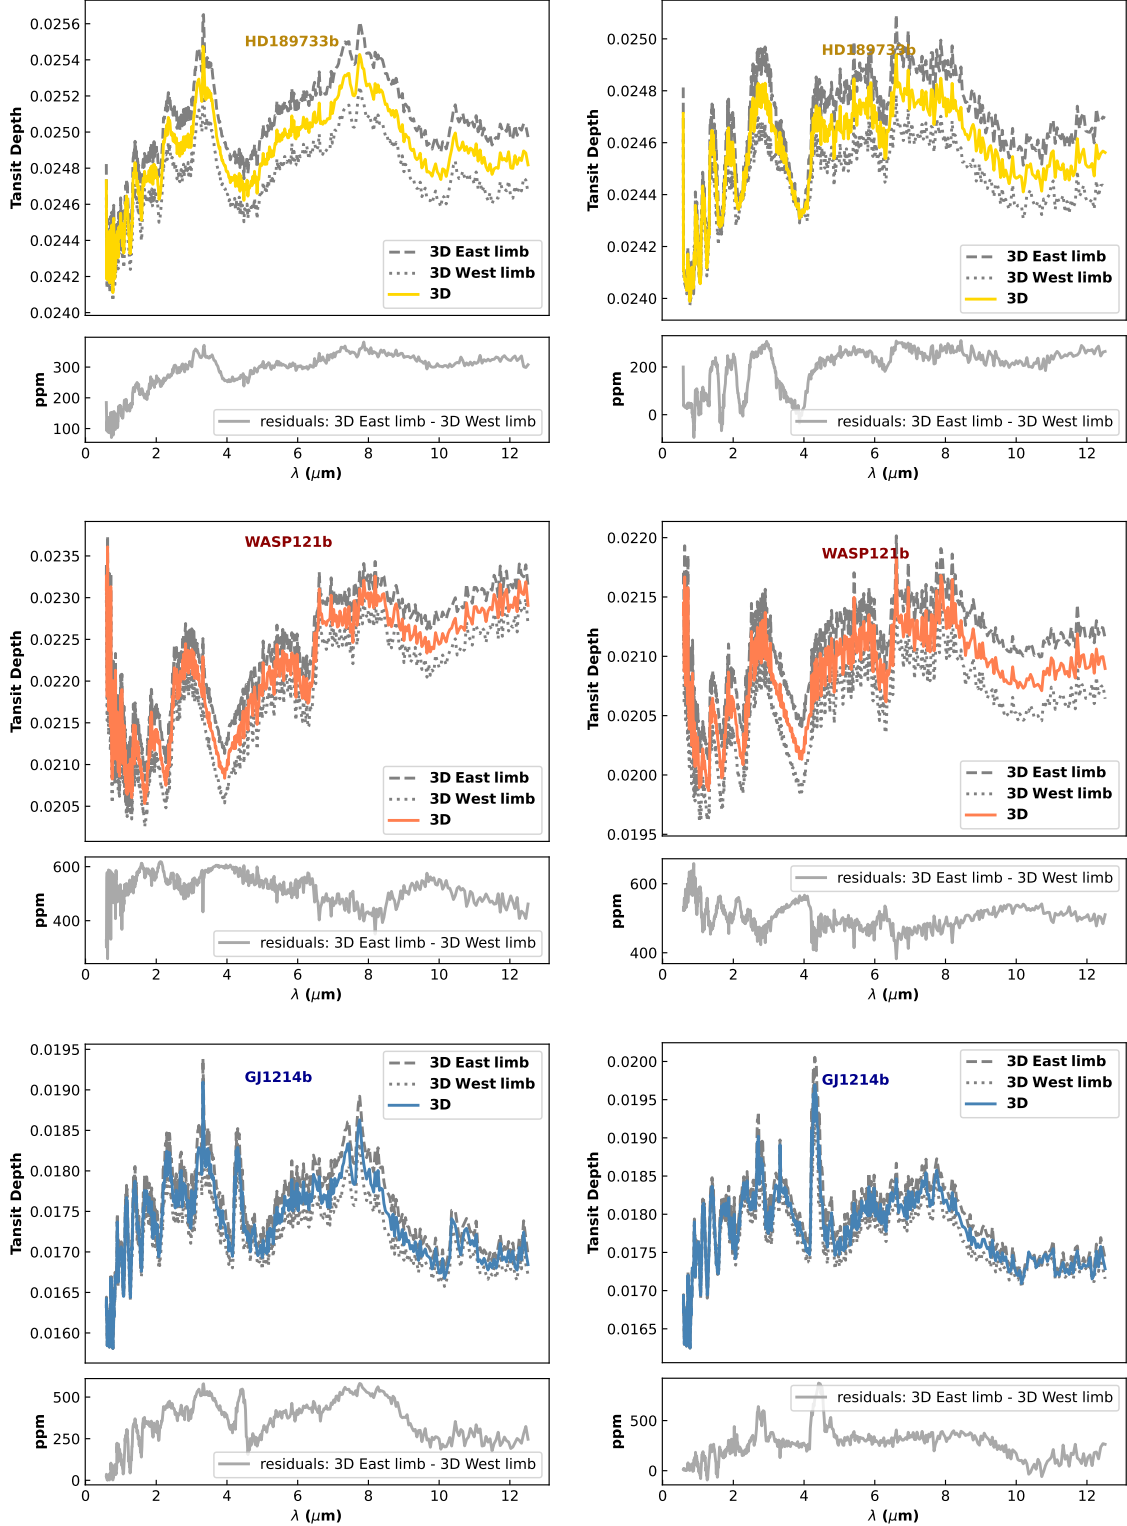 HD189733b
Tansit Depth
0.0256
0.0254
0.0252
0.0250
0.0248
0.0246
0.0244
0.0242
0.0240
3D East limb
3D West limb
3D
ppm
300
200
100
residuals: 3D East limb - 3D West limb
0 2 4 6 8 10 12
λ (μm)
HD189733b
Tansit Depth
0.0250
0.0248
0.0246
0.0244
0.0242
0.0240
3D East limb
3D West limb
3D
ppm
200
0
residuals: 3D East limb - 3D West limb
0 2 4 6 8 10 12
λ (μm)
WASP121b
Tansit Depth
0.0235
0.0230
0.0225
0.0220
0.0215
0.0210
0.0205
3D East limb
3D West limb
3D
ppm
600
400
residuals: 3D East limb - 3D West limb
0 2 4 6 8 10 12
λ (μm)
WASP121b
Tansit Depth
0.0220
0.0215
0.0210
0.0205
0.0200
0.0195
3D East limb
3D West limb
3D
ppm
600
400
residuals: 3D East limb - 3D West limb
0 2 4 6 8 10 12
λ (μm)
GJ1214b
Tansit Depth
0.0195
0.0190
0.0185
0.0180
0.0175
0.0170
0.0165
0.0160
3D East limb
3D West limb
3D
ppm
500
250
0
residuals: 3D East limb - 3D West limb
0 2 4 6 8 10 12
λ (μm)
GJ1214b
Tansit Depth
0.0200
0.0195
0.0190
0.0185
0.0180
0.0175
0.0170
0.0165
3D East limb
3D West limb
3D
ppm
500
0
residuals: 3D East limb - 3D West limb
0 2 4 6 8 10 12
λ (μm)